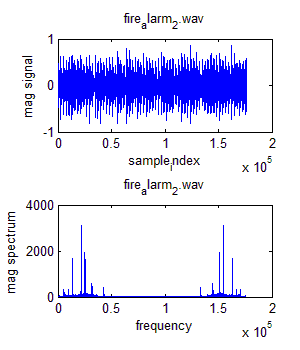 fire_alarm_2.wav
1
0
-1
mag signal
0 0.5 1 1.5 2
sample_index
x 10^5
fire_alarm_2.wav
4000
2000
0
mag spectrum
0 0.5 1 1.5 2
frequency
x 10^5